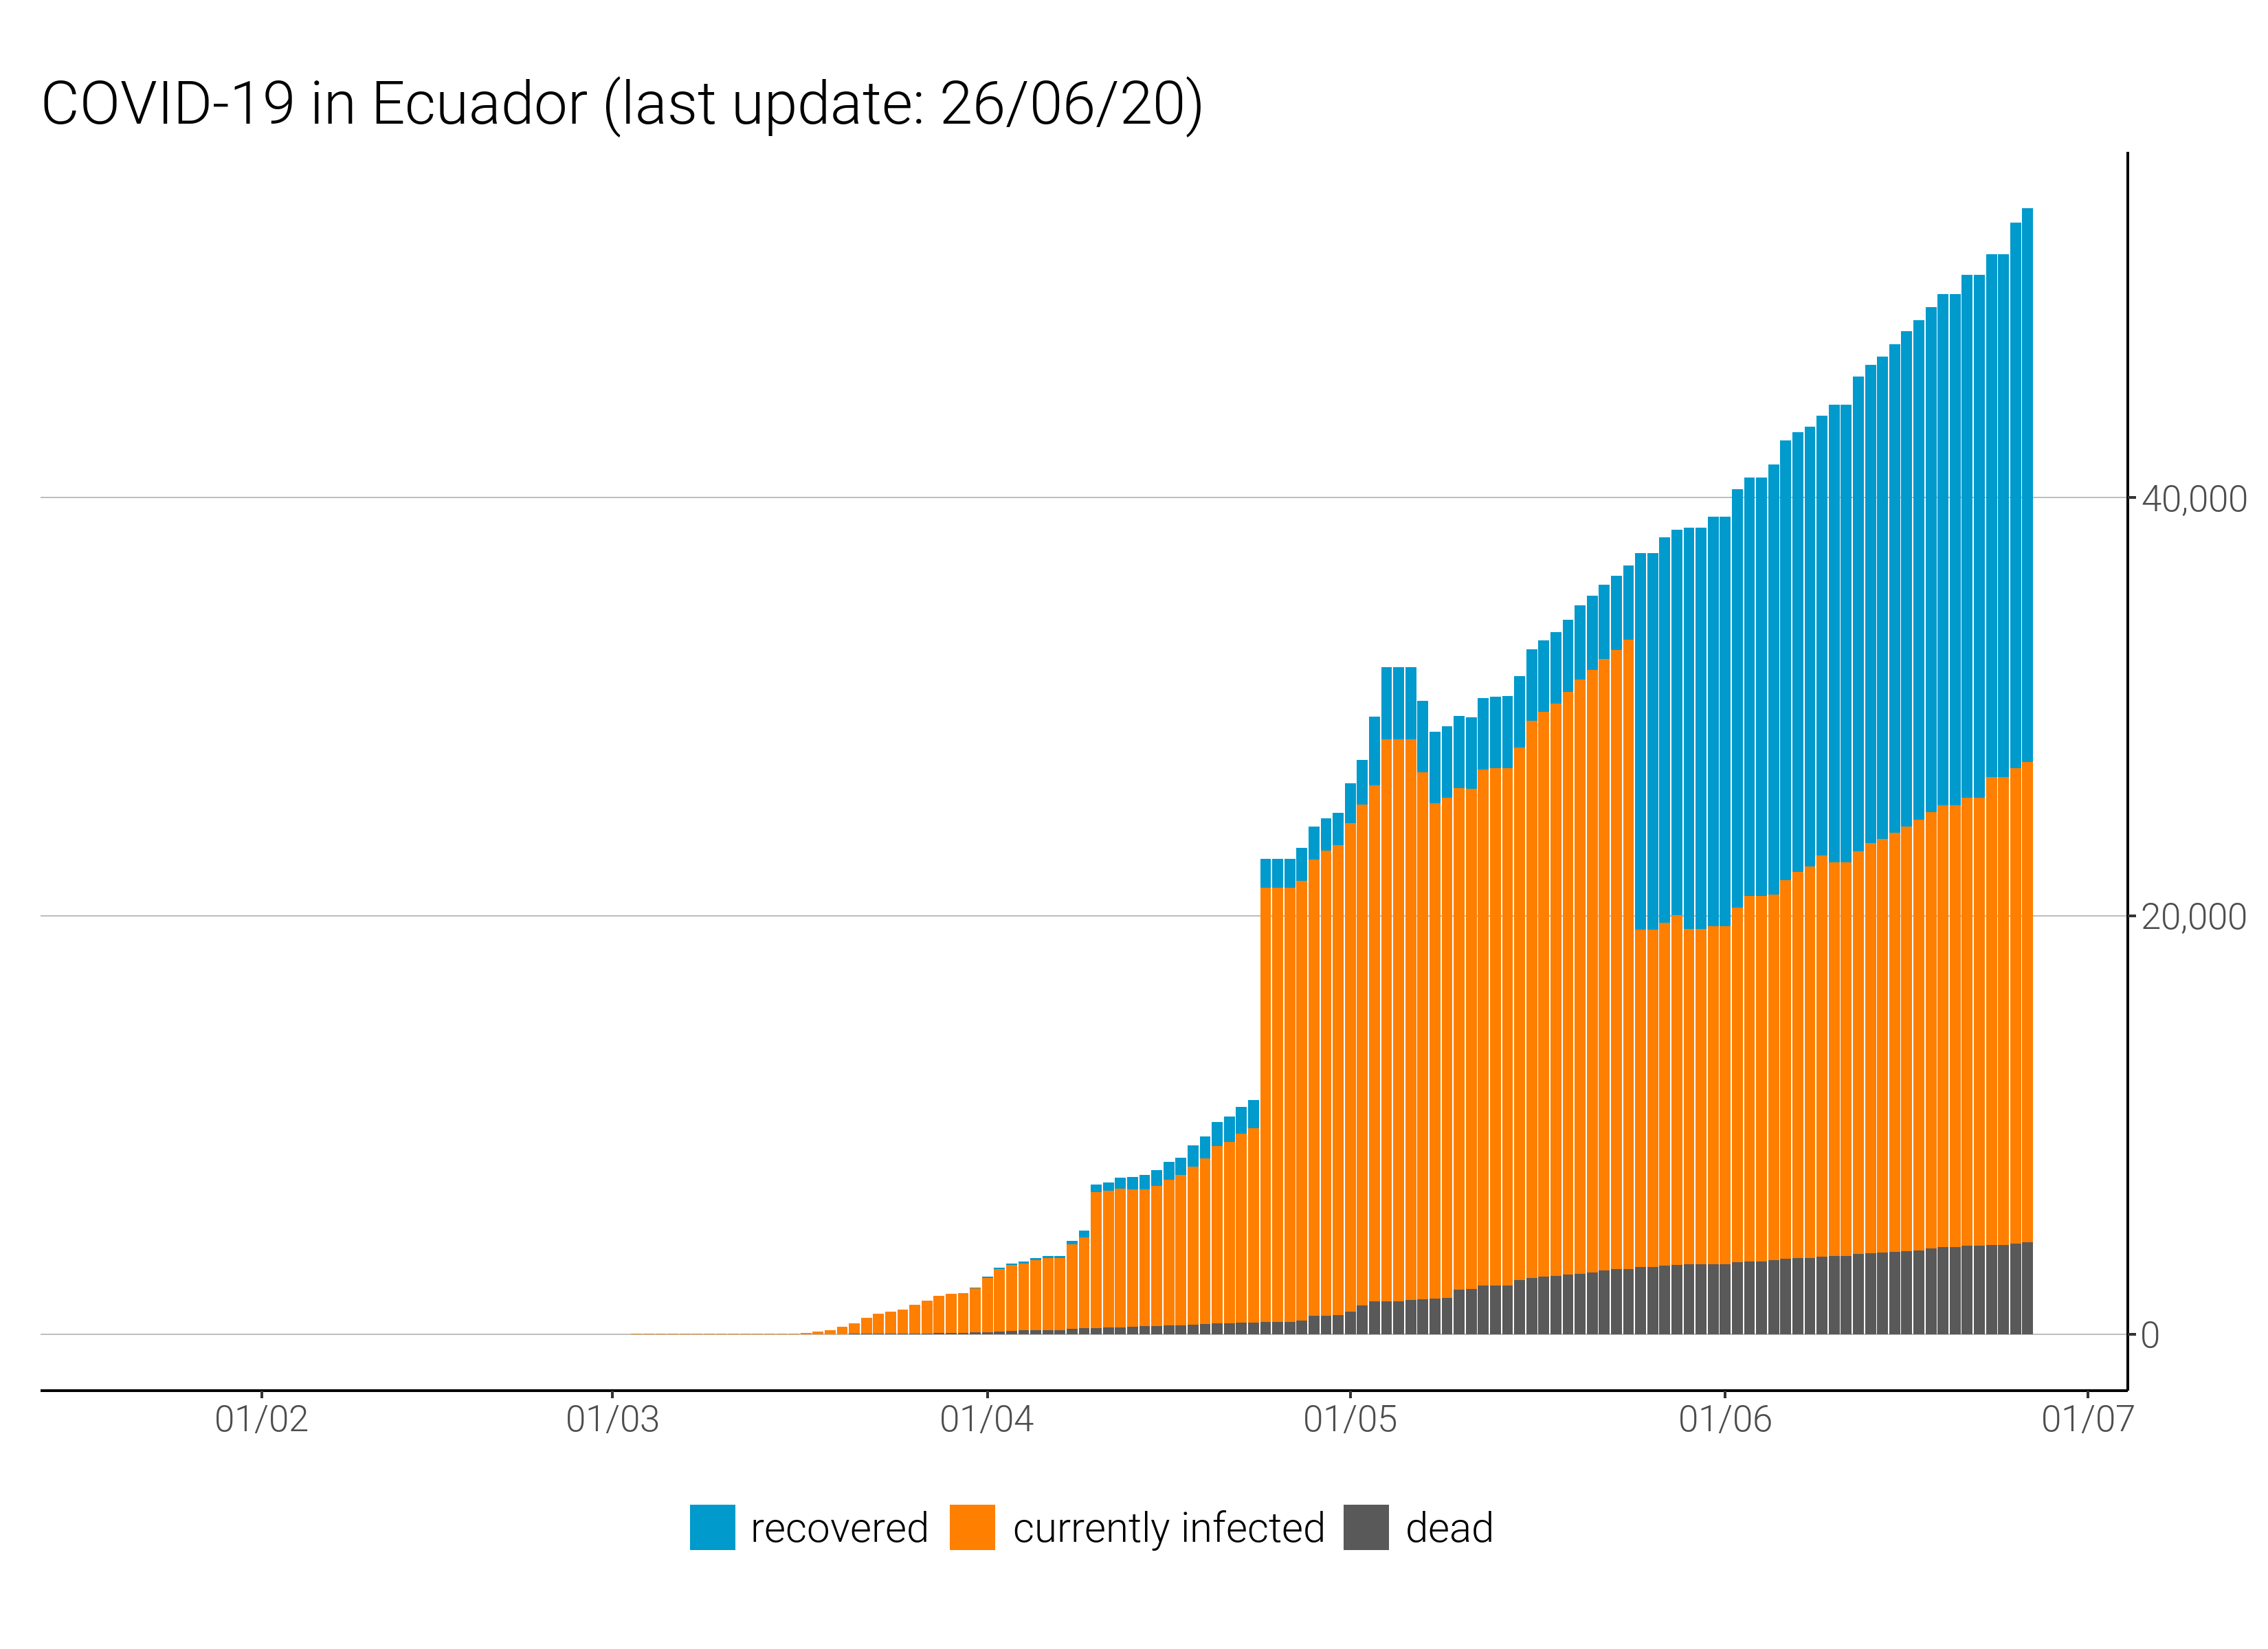 COVID-19 in Ecuador (last update: 26/06/20)
40,000
20,000
0
01/02 01/03 01/04 01/05 01/06 01/07
recovered currently infected dead